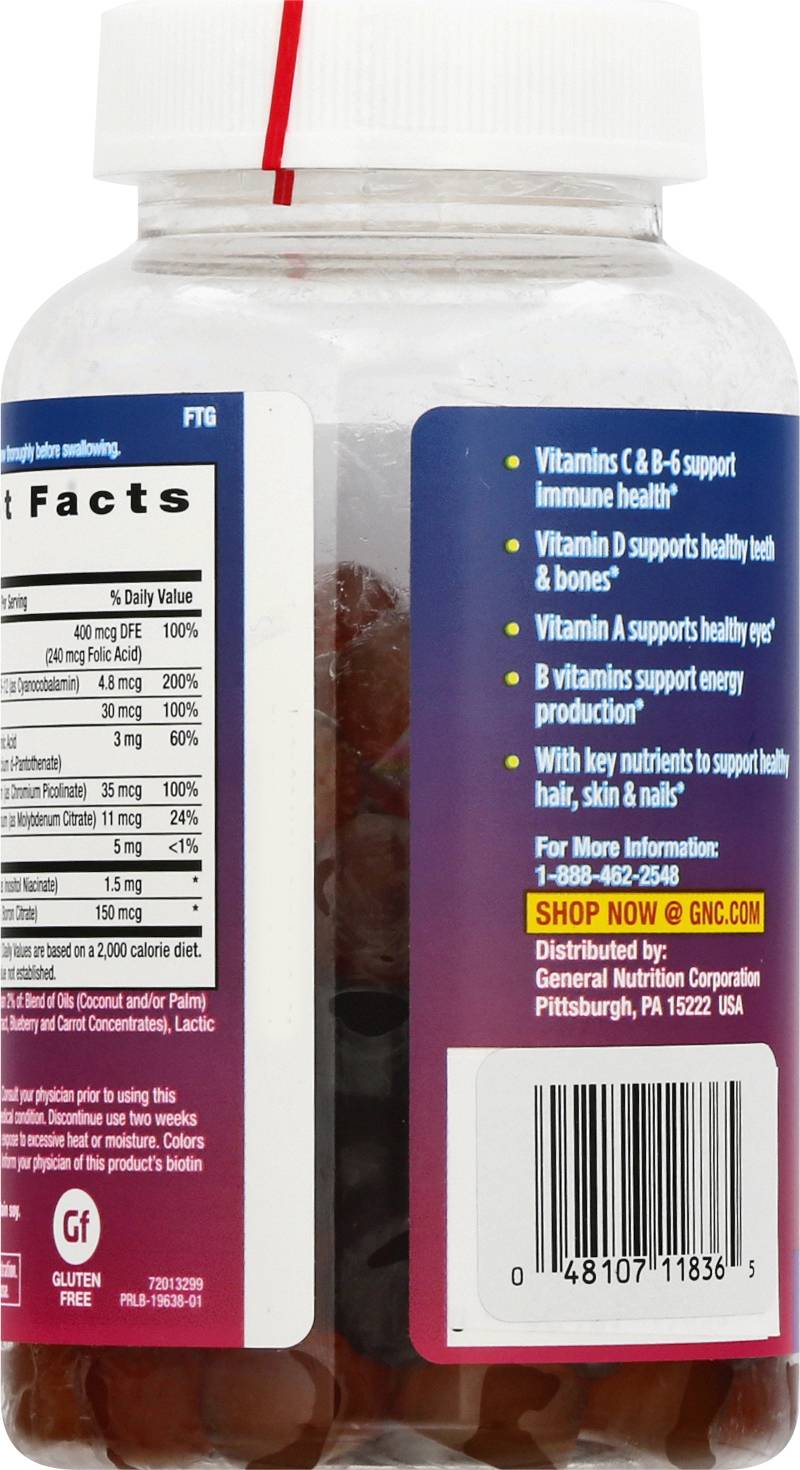 FTG
thoroughly before swallowing.
t Facts
Per Serving % Daily Value
400 mcg DFE 100%
(240 mcg Folic Acid)
-12 (as Cyanocobalamin) 4.8 mcg 200%
30 mcg 100%
Acid 3 mg 60%
d-Pantothenate)
(as Chromium Picolinate) 35 mcg 100%
(as Molybdenum Citrate) 11 mcg 24%
5 mg <1%
Inositol Niacinate) 1.5 mg *
Boron Citrate) 150 mcg *
Daily Values are based on a 2,000 calorie diet.
not established.
2% of: Blend of Oils (Coconut and/or Palm)
Blueberry and Carrot Concentrates), Lactic
Consult your physician prior to using this
condition. Discontinue use two weeks
expose to excessive heat or moisture. Colors
Inform your physician of this product's biotin
soy.
Gf
GLUTEN
FREE
72013299
PRLB-19638-01
• Vitamins C & B-6 support
immune health*
• Vitamin D supports healthy teeth
& bones*
• Vitamin A supports healthy eyes*
• B vitamins support energy
production*
• With key nutrients to support healthy
hair, skin & nails*
For More Information:
1-888-462-2548
SHOP NOW @ GNC.COM
Distributed by:
General Nutrition Corporation
Pittsburgh, PA 15222 USA
0 48107 11836 5